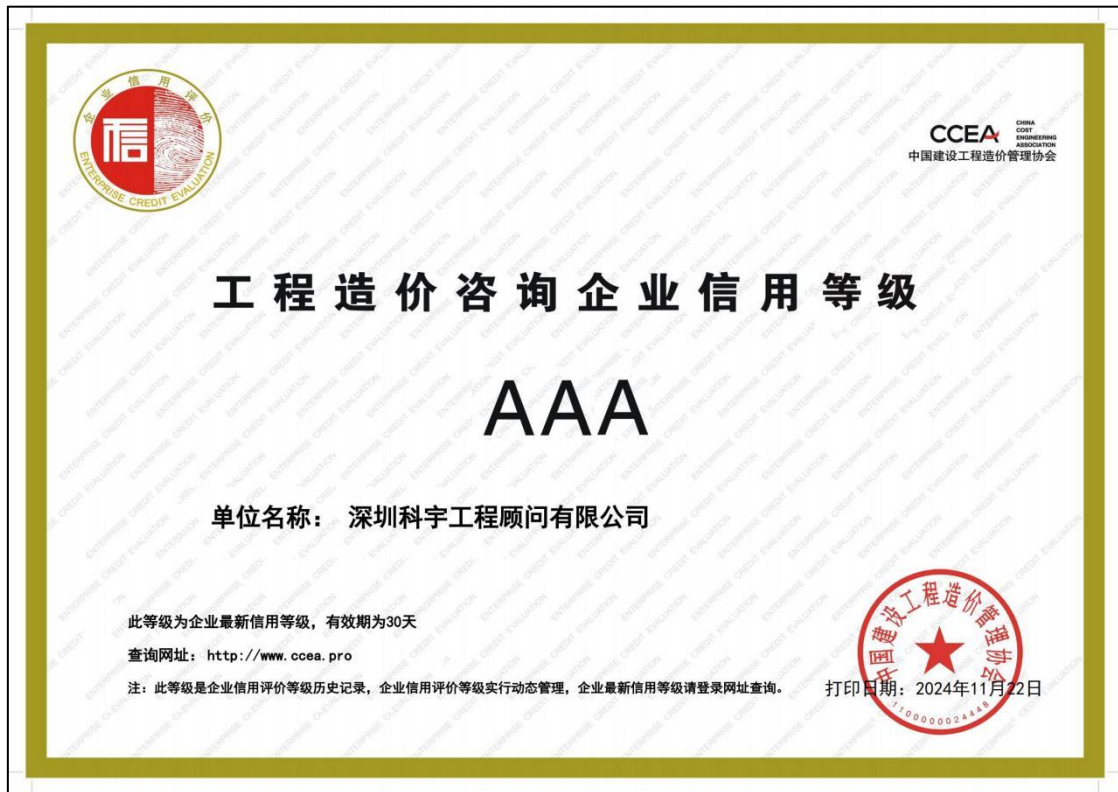 企业信用评价
ENTERPRISE CREDIT EVALUATION
信
CCEA
CHINA
COST
ENGINEERING
ASSOCIATION
中国建设工程造价管理协会
工程造价咨询企业信用等级
AAA
单位名称： 深圳科宇工程顾问有限公司
此等级为企业最新信用等级，有效期为30天
查询网址：http://www.ccea.pro
注：此等级是企业信用评价等级历史记录，企业信用评价等级实行动态管理，企业最新信用等级请登录网址查询。
打印日期：2024年11月22日
中国建设工程造价管理协会
1100000024448